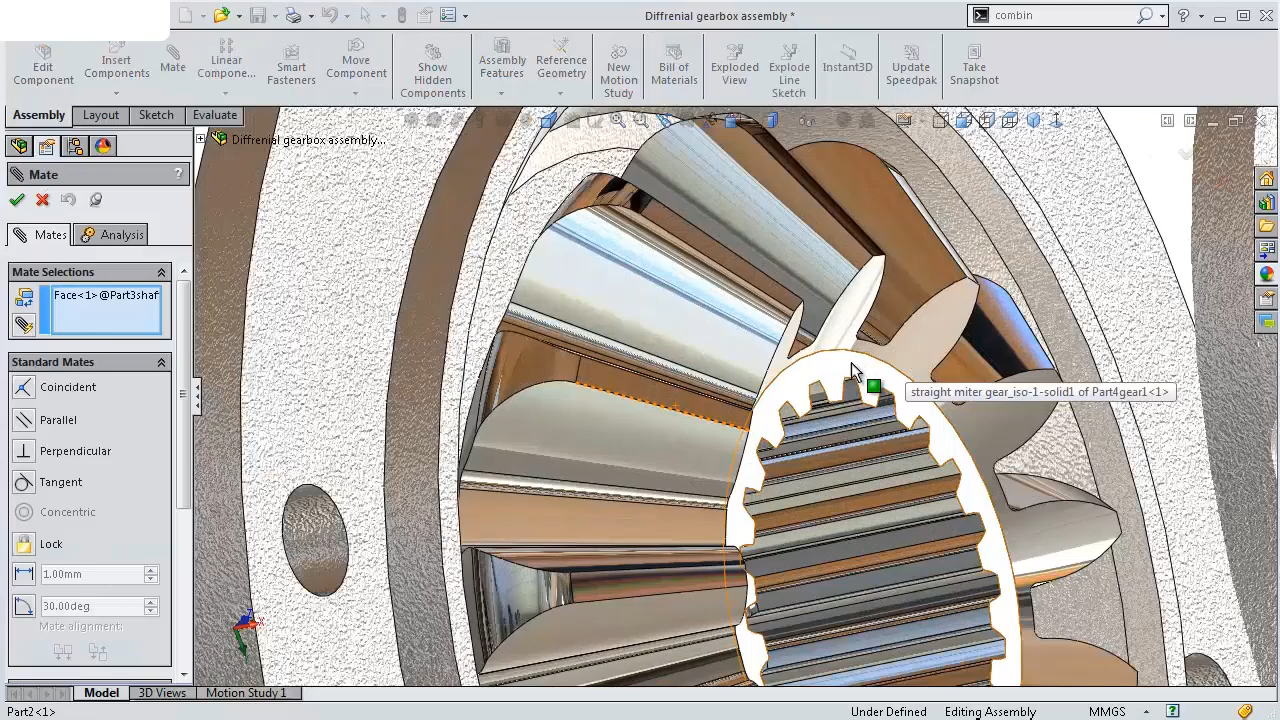 Diffrenial gearbox assembly *
combin
?
Edit Component
Insert Components
Mate
Linear Compone...
Smart Fasteners
Move Component
Show Hidden Components
Assembly Features
Reference Geometry
New Motion Study
Bill of Materials
Exploded View
Explode Line Sketch
Instant3D
Update Speedpak
Take Snapshot
Assembly
Layout
Sketch
Evaluate
Diffrenial gearbox assembly...
Mate
?
Mates
Analysis
Mate Selections
Face<1>@Part3shaf
Standard Mates
Coincident
Parallel
Perpendicular
Tangent
Concentric
Lock
1.00mm
30.00deg
Mate alignment:
straight miter gear_iso-1-solid1 of Part4gear1<1>
Model
3D Views
Motion Study 1
Part2<1>
Under Defined
Editing Assembly
MMGS
?